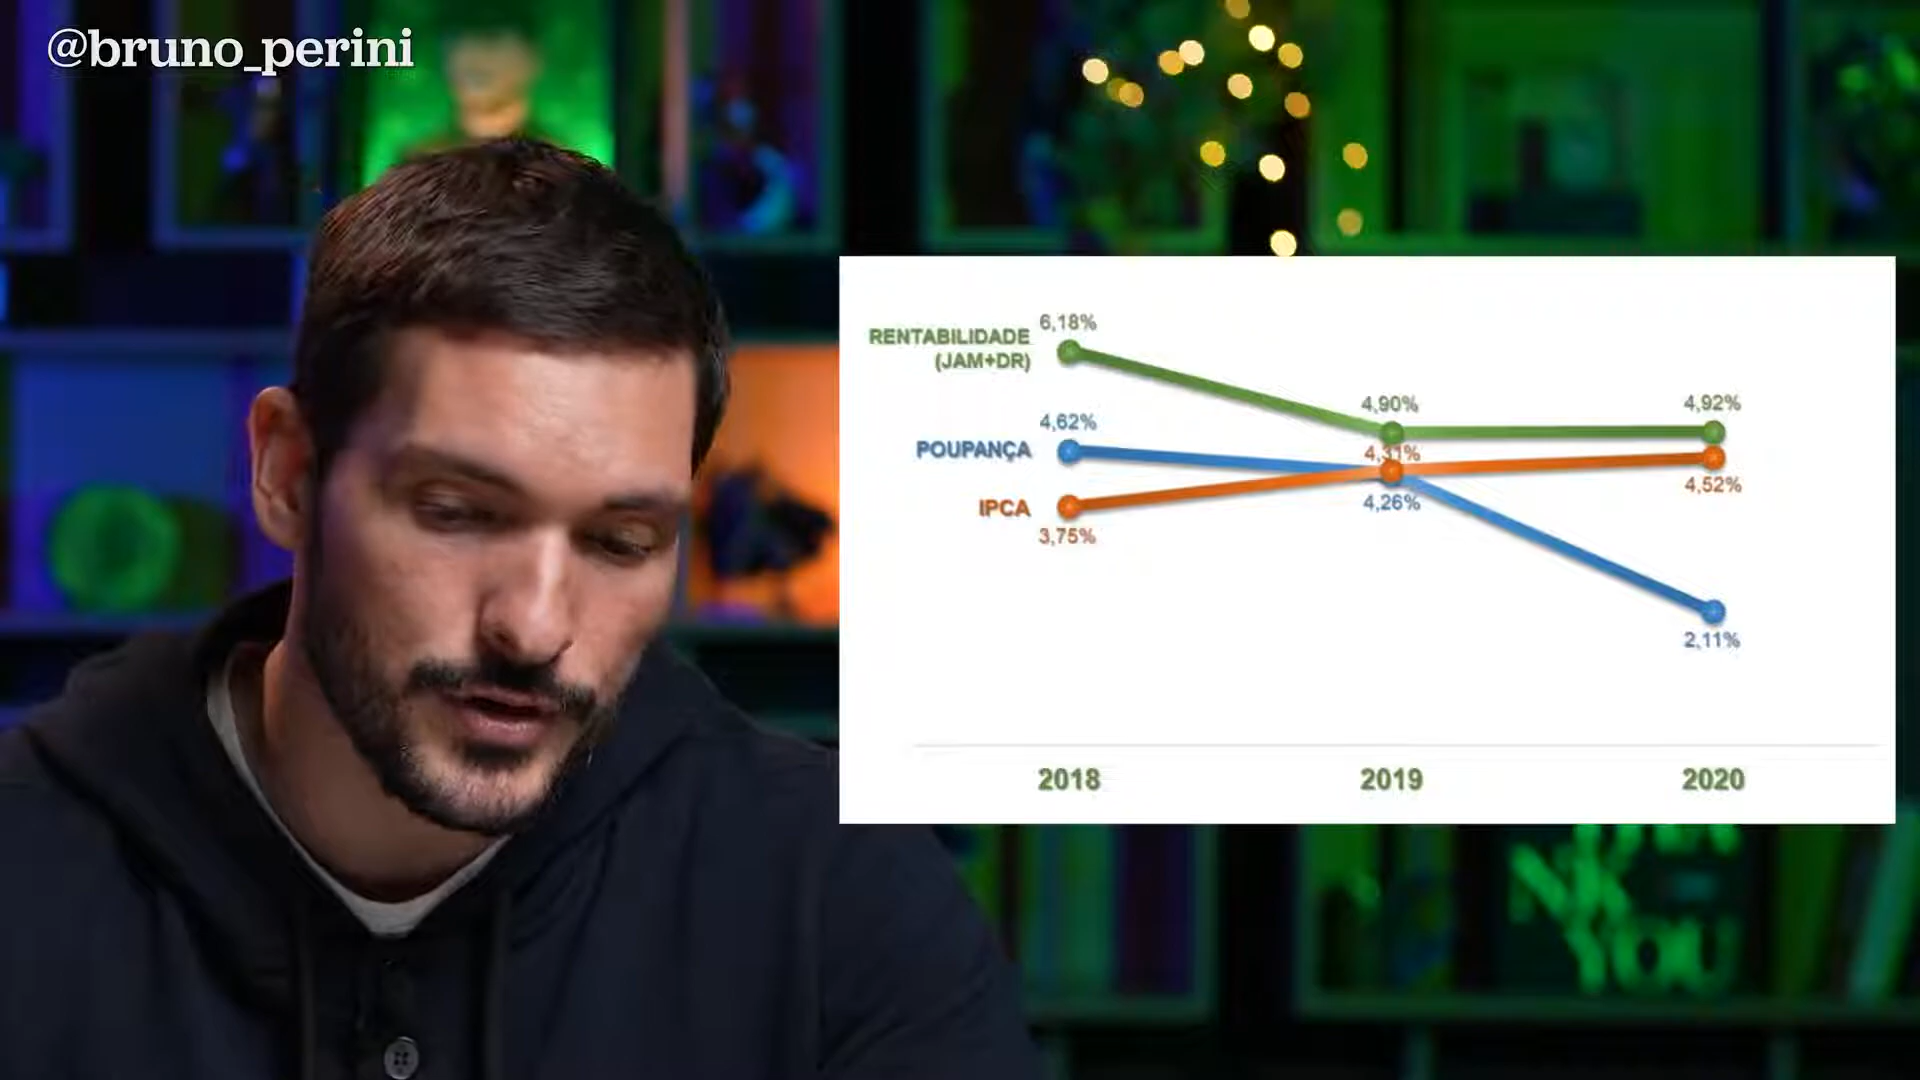 @bruno_perini
RENTABILIDADE
(JAM+DR)
6,18%
4,90%
4,92%
POUPANÇA
4,62%
4,31%
4,26%
IPCA
3,75%
4,52%
2,11%
2018
2019
2020
YOU